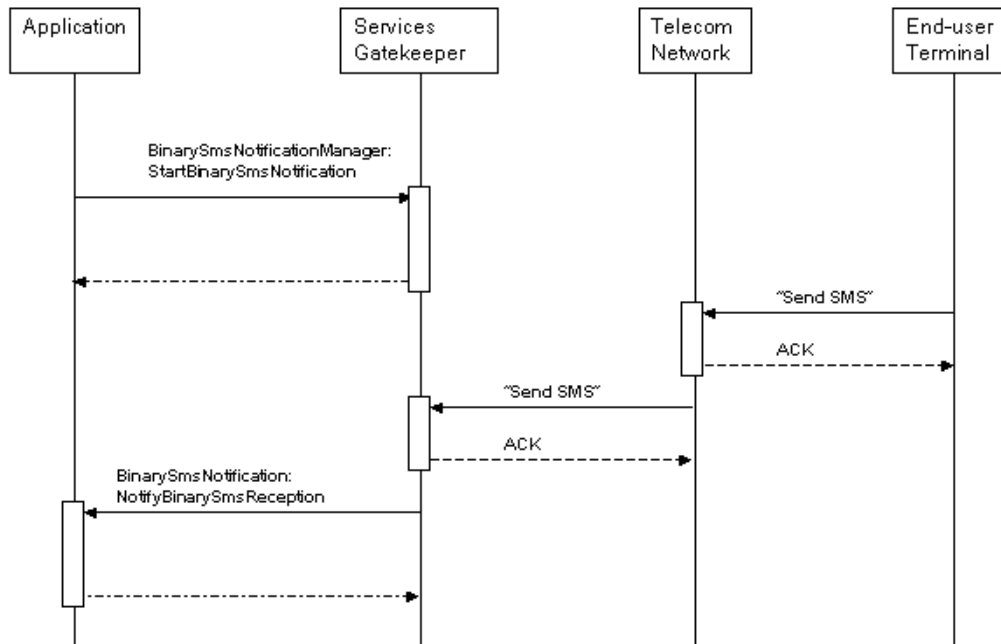 Application
Services
Gatekeeper
Telecom
Network
End-user
Terminal
BinarySmsNotificationManager:
StartBinarySmsNotification
"Send SMS"
ACK
"Send SMS"
ACK
BinarySmsNotification:
NotifyBinarySmsReception